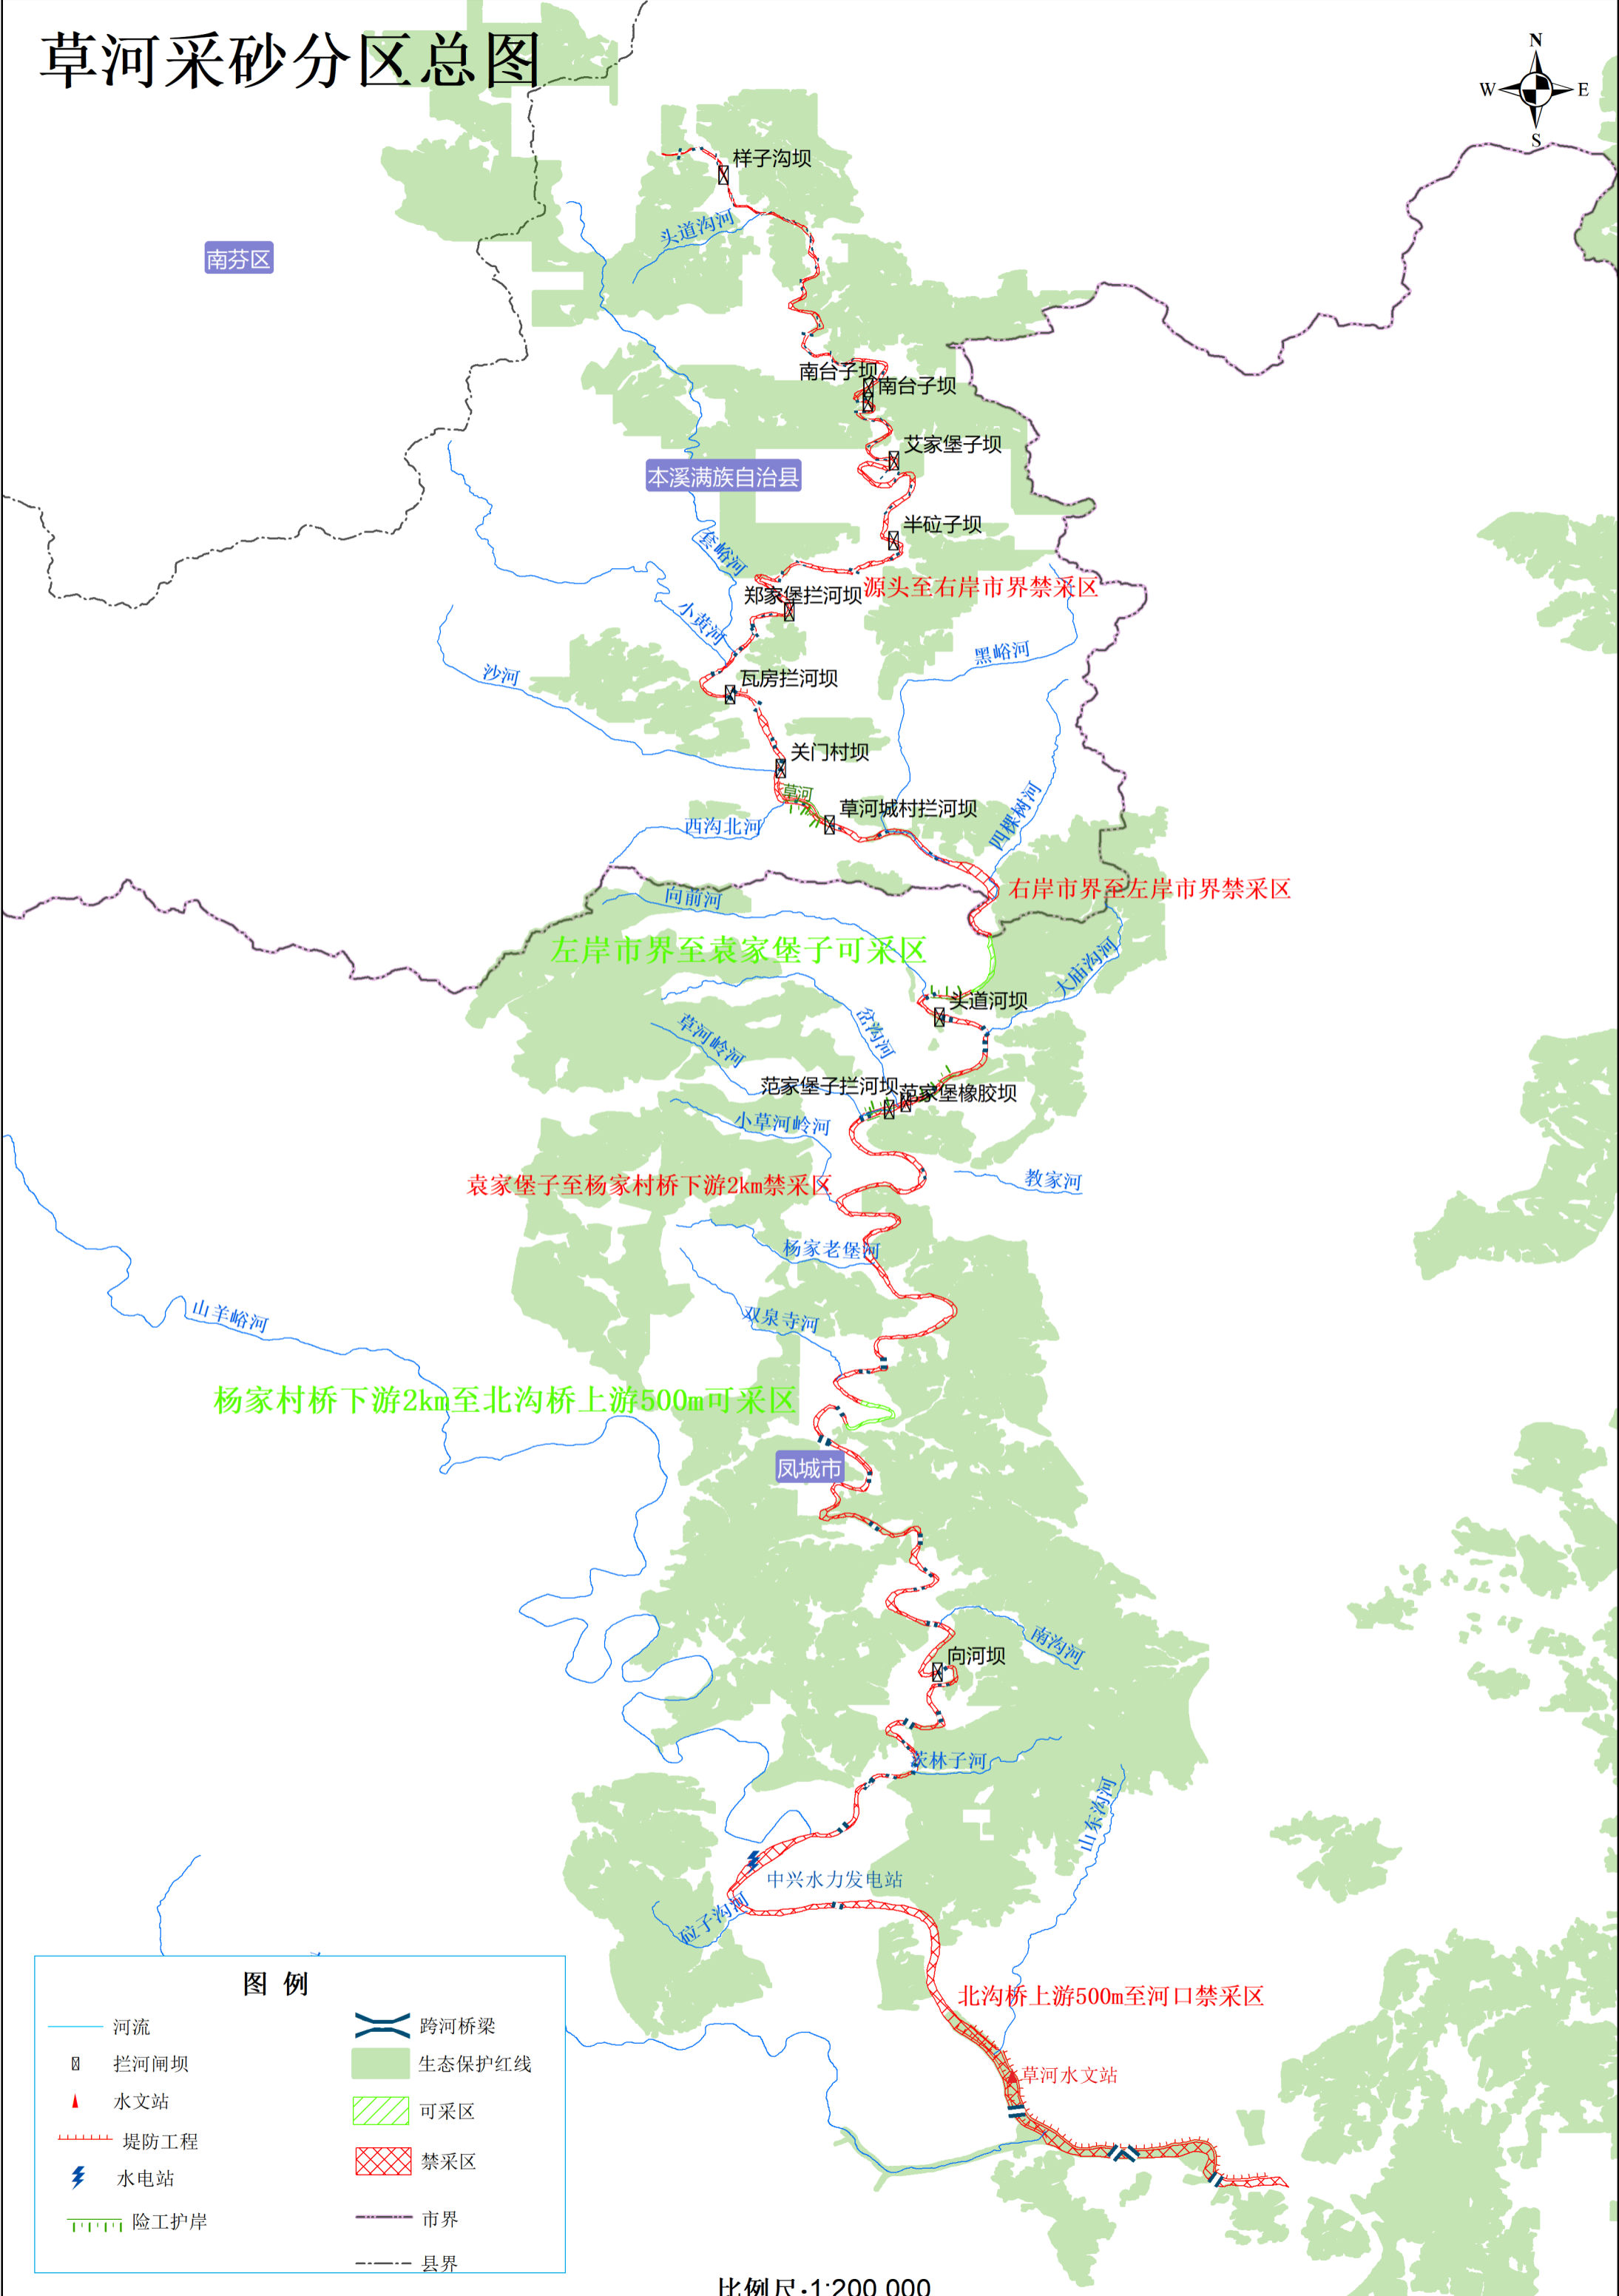 草河采砂分区总图
N
W
E
S
样子沟坝
头道沟河
南芬区
南台子坝
南台子坝
艾家堡子坝
本溪满族自治县
半砬子坝
套峪河
源头至右岸市界禁采区
郑家堡拦河坝
小黄河
黑峪河
沙河
瓦房拦河坝
关门村坝
草河
草河城村拦河坝
四棵树河
西沟北河
右岸市界至左岸市界禁采区
向前河
左岸市界至袁家堡子可采区
大庙沟河
头道河坝
岔沟河
草河岭河
范家堡子拦河坝
范家堡橡胶坝
小草河岭河
教家河
袁家堡子至杨家村桥下游2km禁采区
杨家老堡河
山羊峪河
双泉寺河
杨家村桥下游2km至北沟桥上游500m可采区
凤城市
南沟河
向河坝
茨林子河
山东沟河
中兴水力发电站
砬子沟河
北沟桥上游500m至河口禁采区
草河水文站
图 例
河流
跨河桥梁
拦河闸坝
生态保护红线
水文站
可采区
堤防工程
禁采区
水电站
险工护岸
市界
县界
比例尺:1:200,000